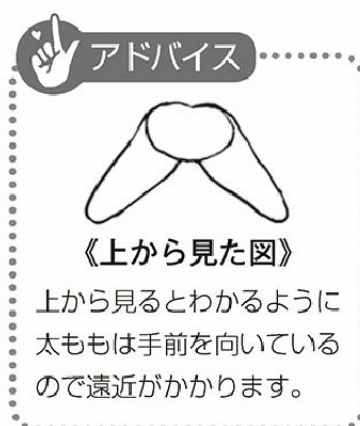 アドバイス
《上から見た図》
上から見るとわかるように
太ももは手前を向いている
ので遠近がかかります。